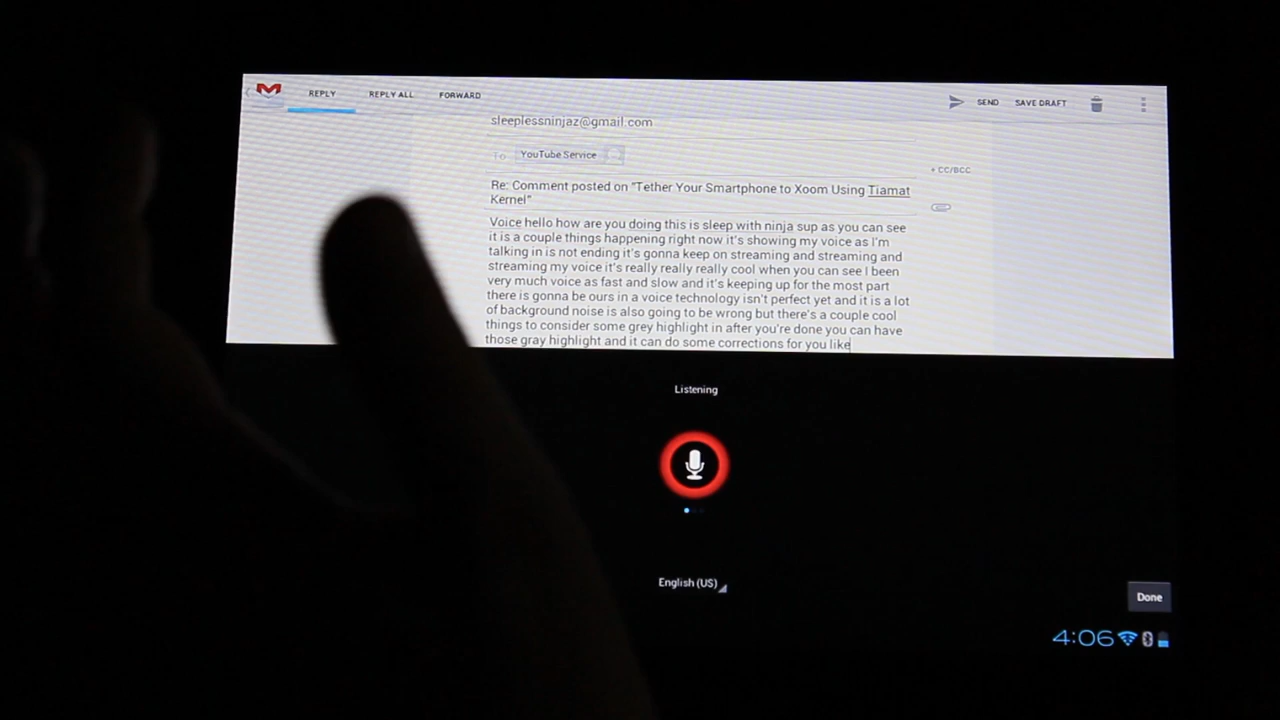 REPLY REPLY ALL FORWARD SEND SAVE DRAFT
sleeplessninjaz@gmail.com
To YouTube Service
+ CC/BCC
Re: Comment posted on "Tether Your Smartphone to Xoom Using Tiamat
Kernel"
Voice hello how are you doing this is sleep with ninja sup as you can see
it is a couple things happening right now it's showing my voice as I'm
talking in is not ending it's gonna keep on streaming and streaming and
streaming my voice it's really really really cool when you can see I been
very much voice as fast and slow and it's keeping up for the most part
there is gonna be ours in a voice technology isn't perfect yet and it is a lot
of background noise is also going to be wrong but there's a couple cool
things to consider some grey highlight in after you're done you can have
those gray highlight and it can do some corrections for you like
Listening
English (US)
Done
4:06